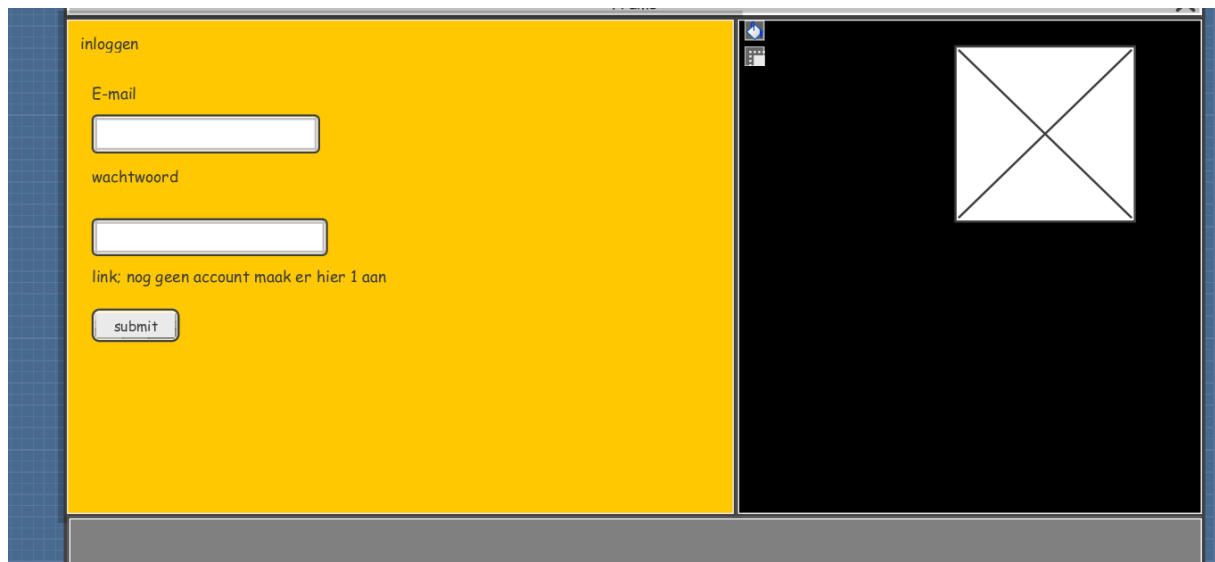 inloggen
E-mail
wachtwoord
link; nog geen account maak er hier 1 aan
submit